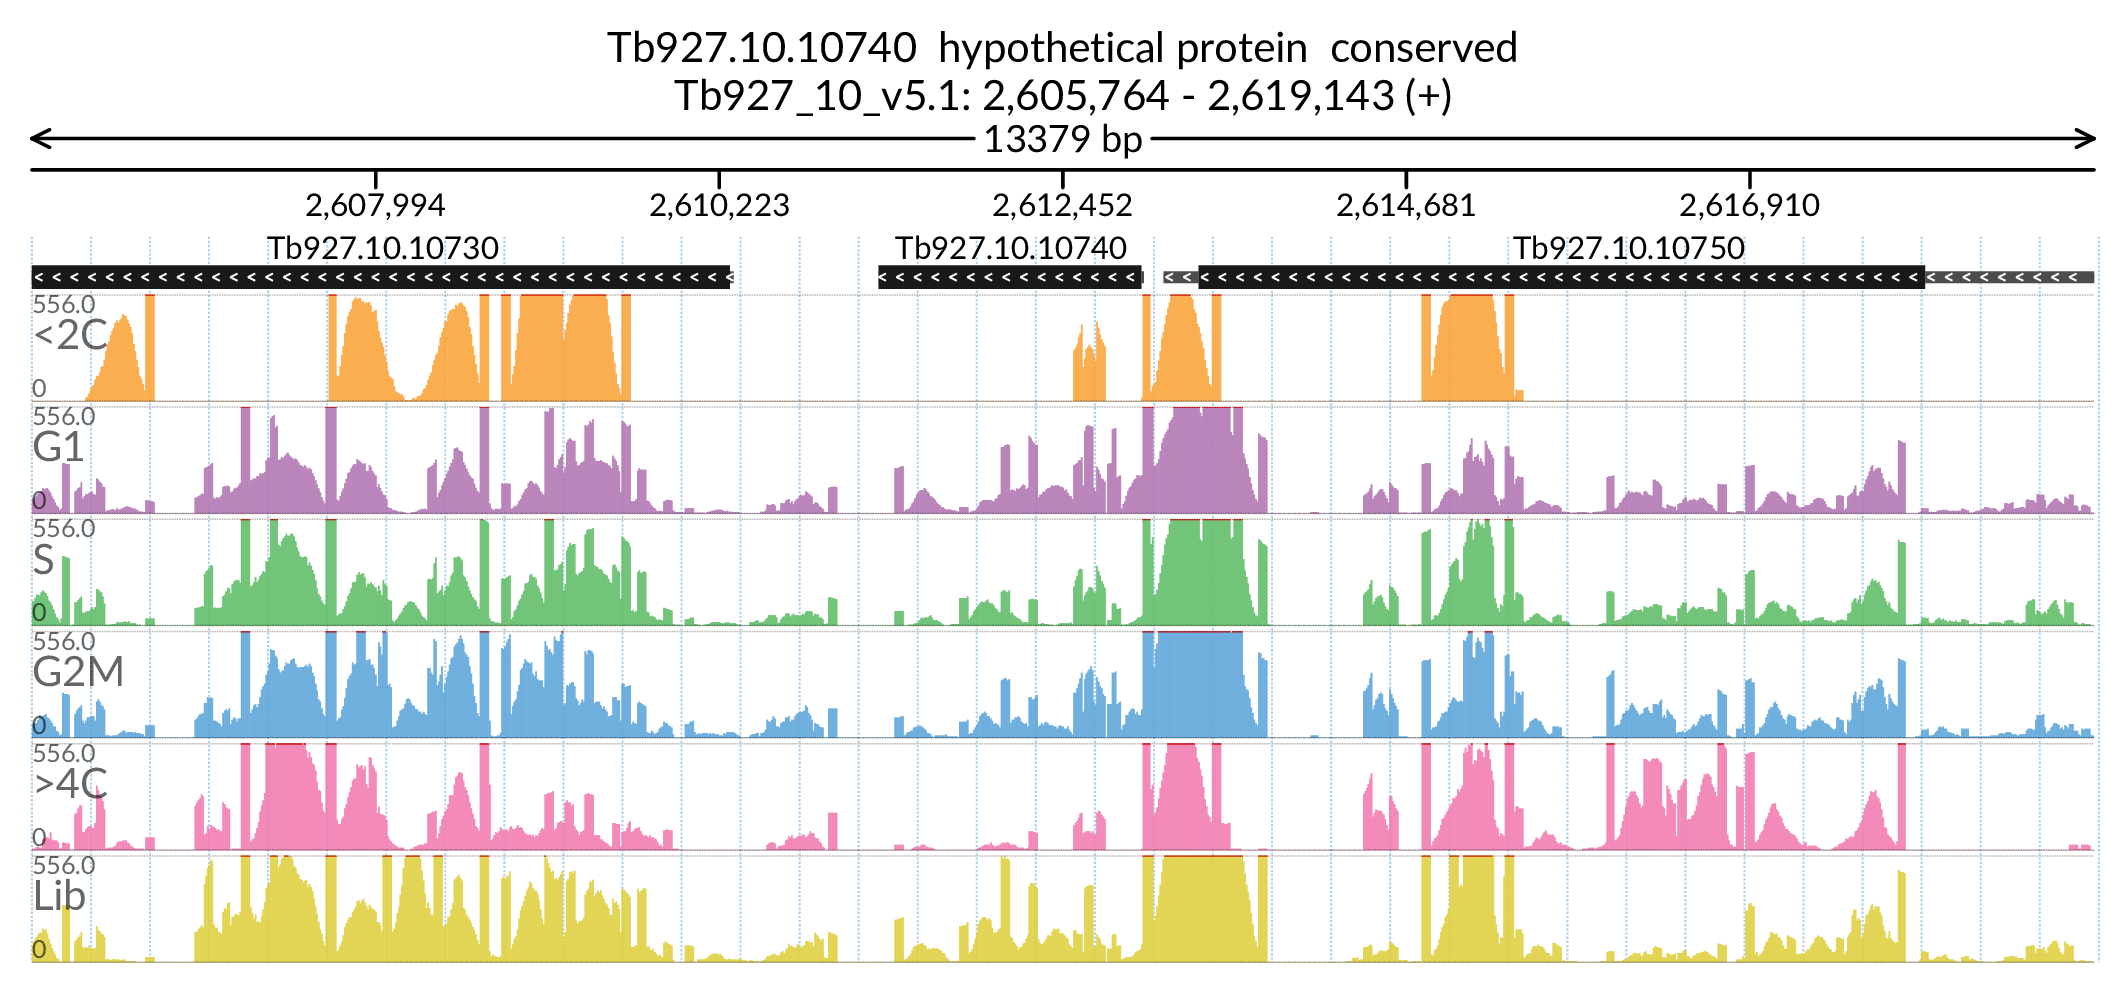 Tb927.10.10740 hypothetical protein conserved
Tb927_10_v5.1: 2,605,764 - 2,619,143 (+)
13379 bp
2,607,994 2,610,223 2,612,452 2,614,681 2,616,910
Tb927.10.10730 Tb927.10.10740 Tb927.10.10750
556.0
<2C
0
556.0
G1
0
556.0
S
0
556.0
G2M
0
556.0
>4C
0
556.0
Lib
0